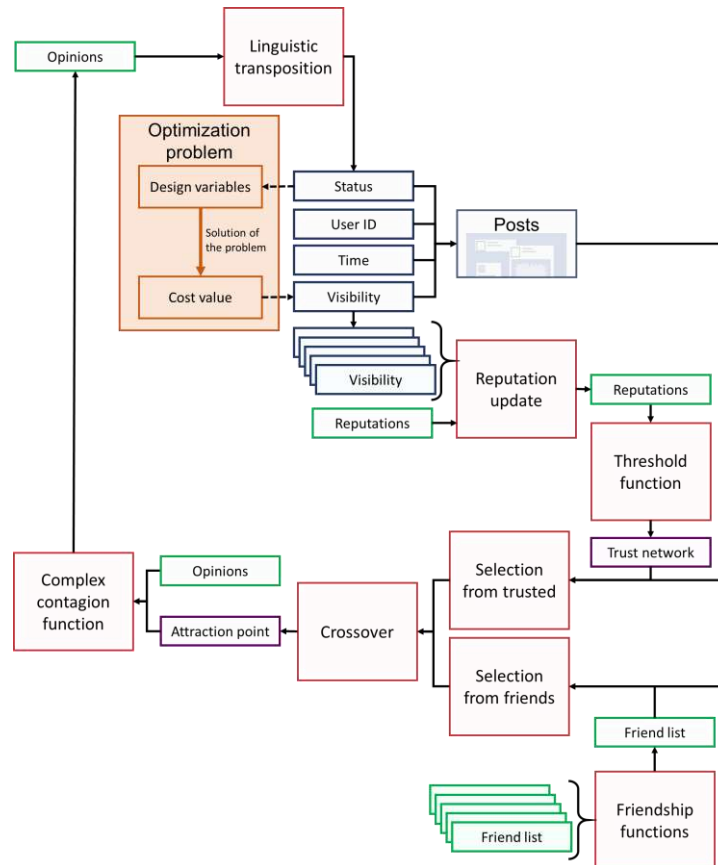 Opinions
Linguistic
transposition
Optimization
problem
Design variables
Status
Solution of
the problem
User ID
Posts
Time
Cost value
Visibility
Visibility
Reputation
update
Reputations
Reputations
Threshold
function
Trust network
Complex
contagion
function
Opinions
Attraction point
Crossover
Selection
from trusted
Selection
from friends
Friend list
Friend list
Friendship
functions